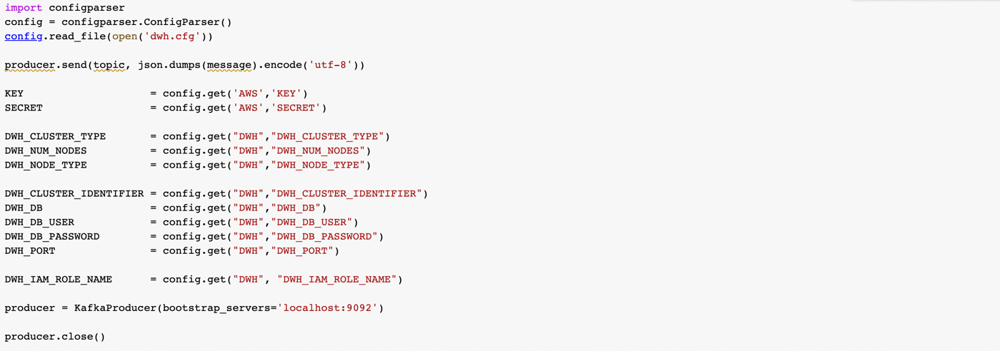 import configparser
config = configparser.ConfigParser()
config.read_file(open('dwh.cfg'))
producer.send(topic, json.dumps(message).encode('utf-8'))
KEY                    = config.get('AWS','KEY')
SECRET                 = config.get('AWS','SECRET')
DWH_CLUSTER_TYPE       = config.get("DWH","DWH_CLUSTER_TYPE")
DWH_NUM_NODES          = config.get("DWH","DWH_NUM_NODES")
DWH_NODE_TYPE          = config.get("DWH","DWH_NODE_TYPE")
DWH_CLUSTER_IDENTIFIER = config.get("DWH","DWH_CLUSTER_IDENTIFIER")
DWH_DB                 = config.get("DWH","DWH_DB")
DWH_DB_USER            = config.get("DWH","DWH_DB_USER")
DWH_DB_PASSWORD        = config.get("DWH","DWH_DB_PASSWORD")
DWH_PORT               = config.get("DWH","DWH_PORT")
DWH_IAM_ROLE_NAME      = config.get("DWH", "DWH_IAM_ROLE_NAME")
producer = KafkaProducer(bootstrap_servers='localhost:9092')
producer.close()